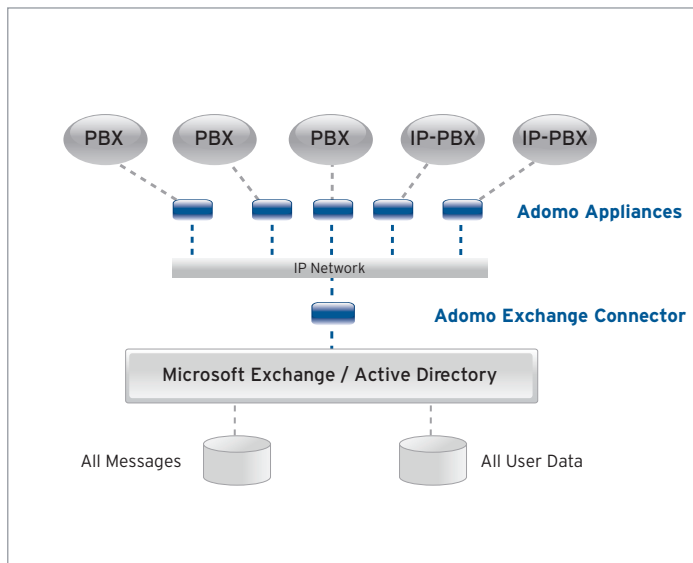 PBX
PBX
PBX
IP-PBX
IP-PBX
Adomo Appliances
IP Network
Adomo Exchange Connector
Microsoft Exchange / Active Directory
All Messages
All User Data